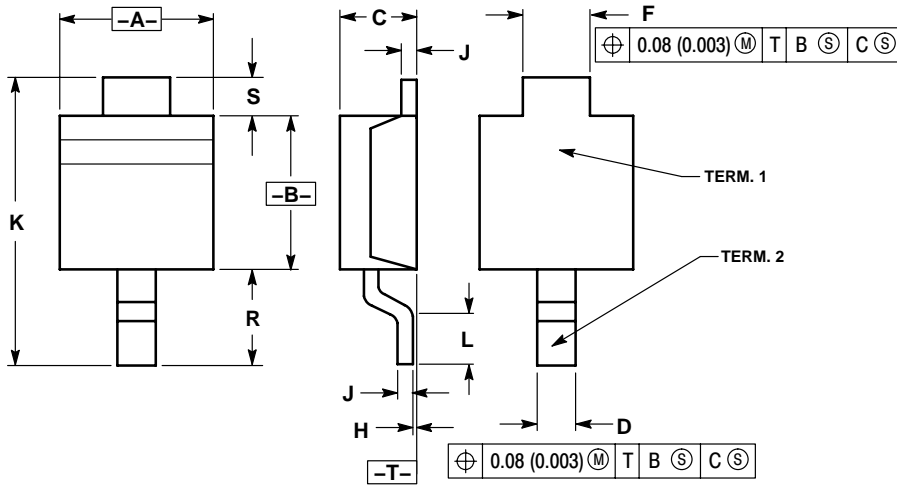 –A–
C
F
⌖ 0.08 (0.003) Ⓜ T B Ⓢ C Ⓢ
J
S
K
–B–
TERM. 1
TERM. 2
R
L
J
H
D
–T–
⌖ 0.08 (0.003) Ⓜ T B Ⓢ C Ⓢ